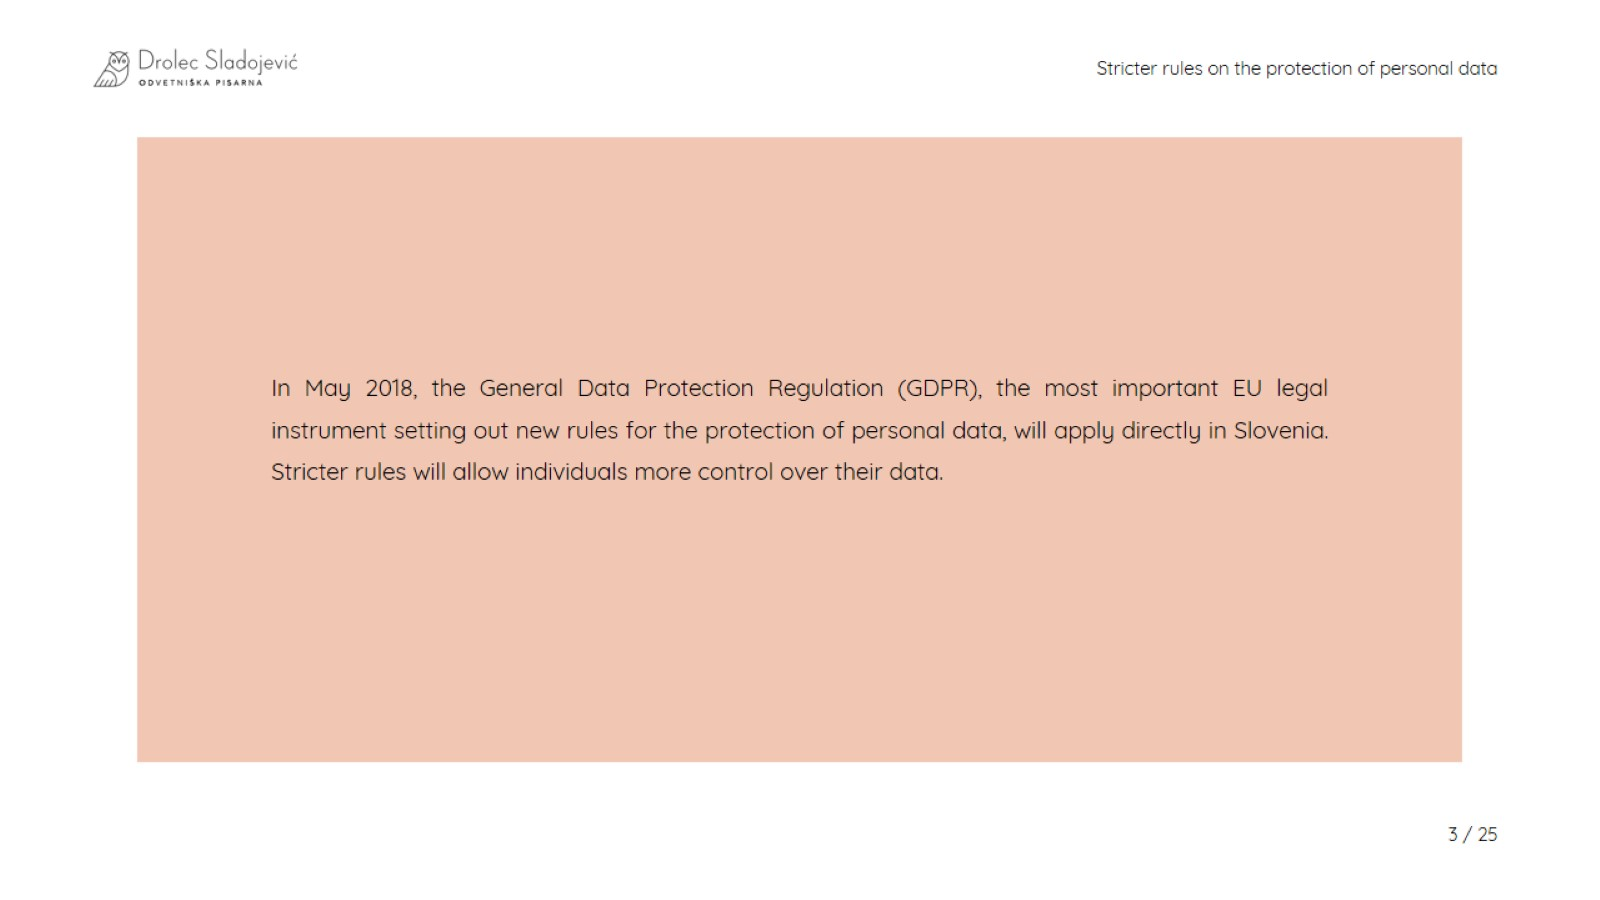 Drolec Sladojević
ODVETNIŠKA PISARNA
Stricter rules on the protection of personal data
In May 2018, the General Data Protection Regulation (GDPR), the most important EU legal
instrument setting out new rules for the protection of personal data, will apply directly in Slovenia.
Stricter rules will allow individuals more control over their data.
3 / 25